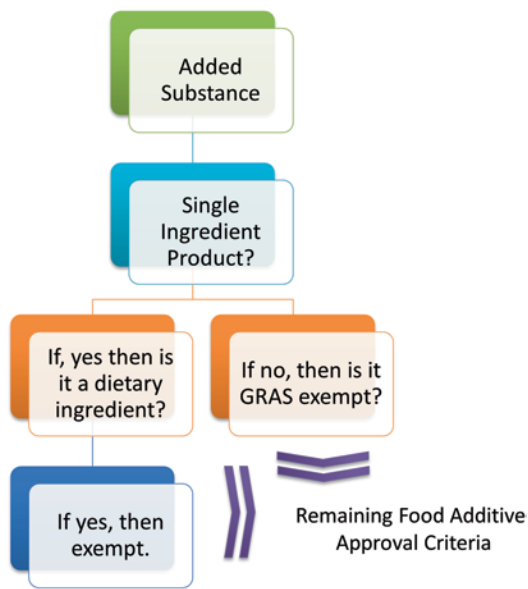 Added
Substance
Single
Ingredient
Product?
If, yes then is
it a dietary
ingredient?
If no, then is it
GRAS exempt?
If yes, then
exempt.
Remaining Food Additive
Approval Criteria